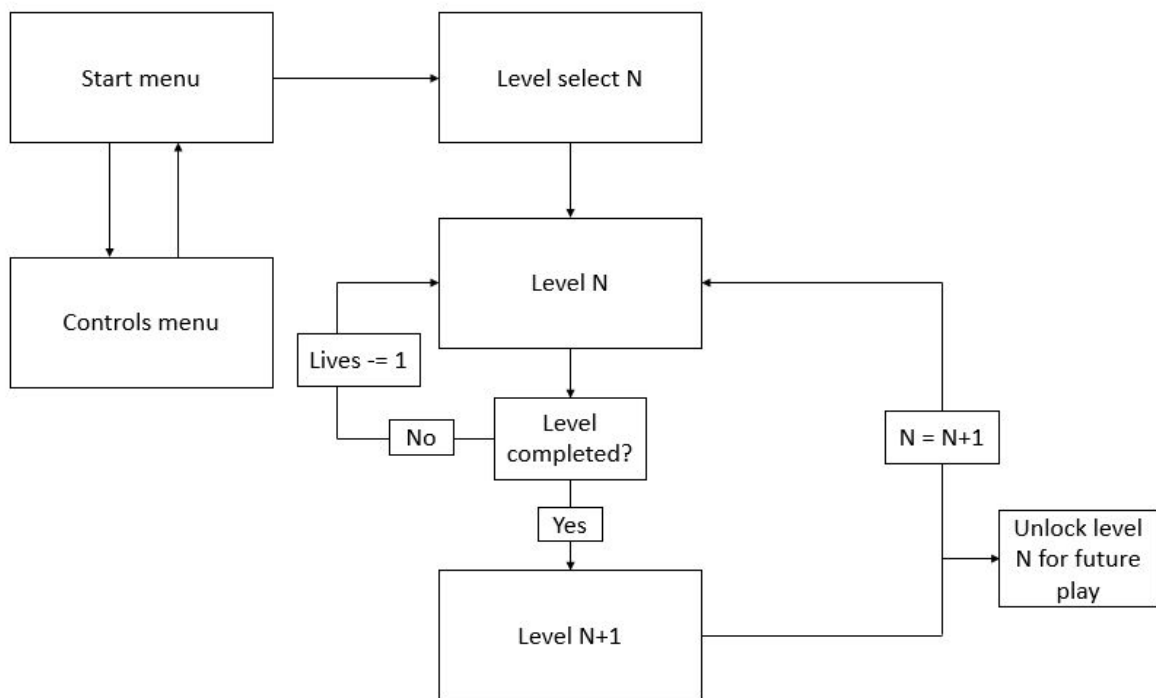 Start menu
Level select N
Controls menu
Level N
Lives -= 1
No
Level
completed?
N = N+1
Yes
Unlock level
N for future
play
Level N+1